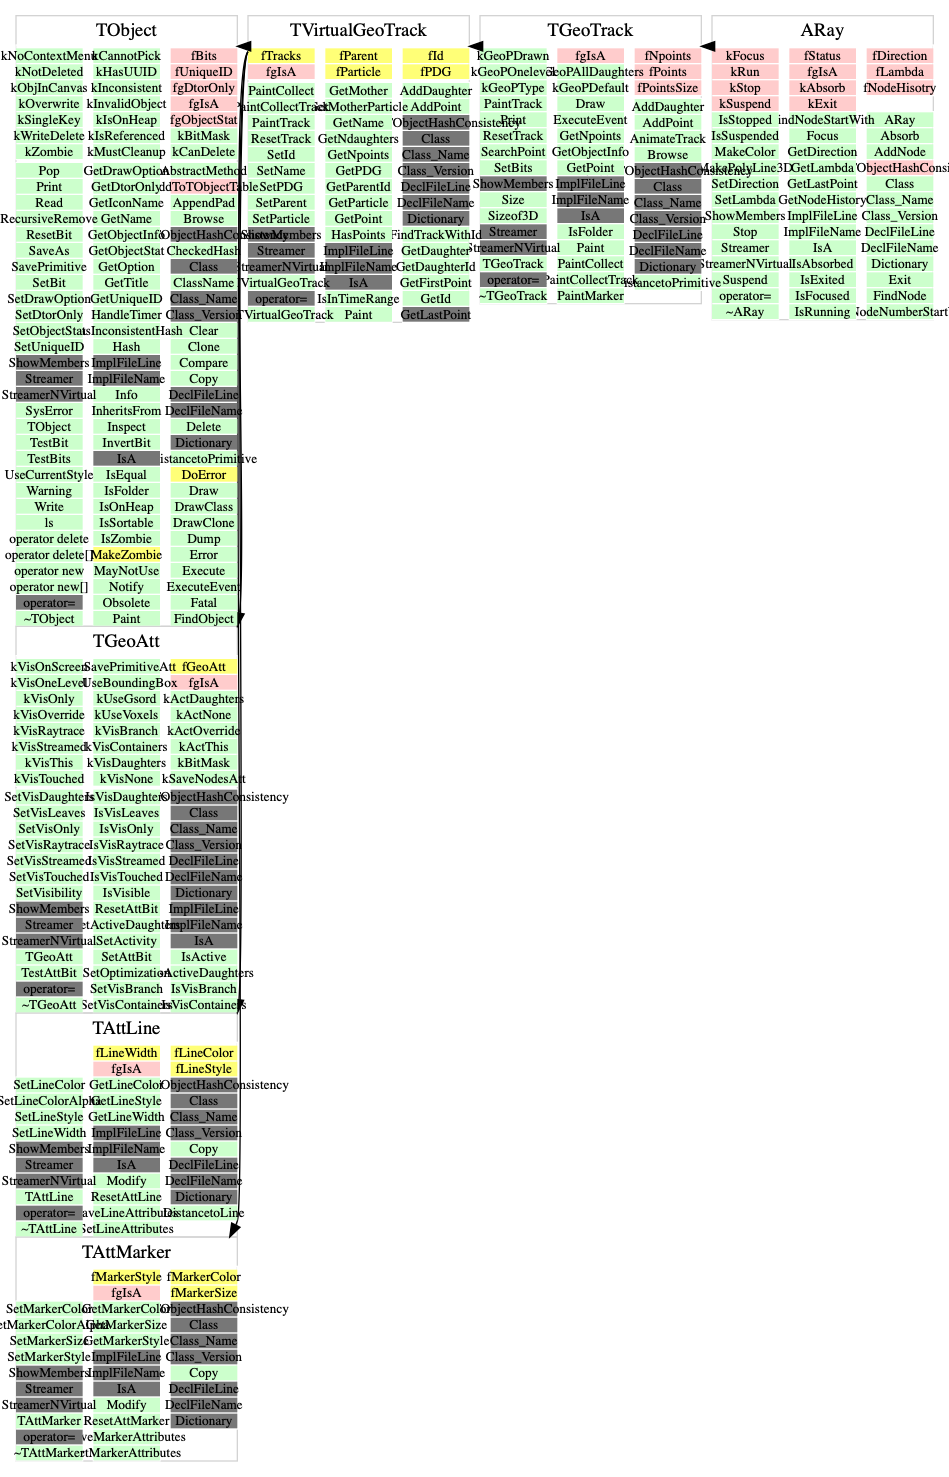 TObject
kNoContextMenu kCannotPick fBits
kNotDeleted kHasUUID fUniqueID
kObjInCanvas kInconsistent fgDtorOnly
kOverwrite kInvalidObject fgIsA
kSingleKey kIsOnHeap fgObjectStat
kWriteDelete kIsReferenced kBitMask
kZombie kMustCleanup kCanDelete
Pop GetDrawOption AbstractMethod
Print GetDtorOnly ddToTObjectTable
Read GetIconName AppendPad
RecursiveRemove GetName Browse
ResetBit GetObjectInfo ObjectHashConsistency
SaveAs GetObjectStat CheckedHash
SavePrimitive GetOption Class
SetBit GetTitle ClassName
SetDrawOption GetUniqueID Class_Name
SetDtorOnly HandleTimer Class_Version
SetObjectStat asInconsistentHash Clear
SetUniqueID Hash Clone
ShowMembers ImplFileLine Compare
Streamer ImplFileName Copy
StreamerNVirtual Info DeclFileLine
SysError InheritsFrom DeclFileName
TObject Inspect Delete
TestBit InvertBit Dictionary
TestBits IsA istancetoPrimitive
UseCurrentStyle IsEqual DoError
Warning IsFolder Draw
Write IsOnHeap DrawClass
ls IsSortable DrawClone
operator delete IsZombie Dump
operator delete[] MakeZombie Error
operator new MayNotUse Execute
operator new[] Notify ExecuteEvent
operator= Obsolete Fatal
~TObject Paint FindObject
TVirtualGeoTrack
fTracks fParent fId
fgIsA fParticle fPDG
PaintCollect GetMother AddDaughter
PaintCollectTrack GetMotherParticle AddPoint
PaintTrack GetName ObjectHashConsistency
ResetTrack GetNdaughters Class
SetId GetNpoints Class_Name
SetName GetPDG Class_Version
SetPDG GetParentId DeclFileLine
SetParent GetParticle DeclFileName
SetParticle GetPoint Dictionary
ShowMembers HasPoints FindTrackWithId
Streamer ImplFileLine GetDaughter
StreamerNVirtual ImplFileName GetDaughterId
TVirtualGeoTrack IsA GetFirstPoint
operator= IsInTimeRange GetId
~TVirtualGeoTrack Paint GetLastPoint
TGeoTrack
kGeoPDrawn fgIsA fNpoints
kGeoPOnelevel kGeoPAllDaughters fPoints
kGeoPType kGeoPDefault fPointsSize
PaintTrack Draw AddDaughter
Print ExecuteEvent AddPoint
ResetTrack GetNpoints AnimateTrack
SearchPoint GetObjectInfo Browse
SetBits GetPoint ObjectHashConsistency
ShowMembers ImplFileLine Class
Size ImplFileName Class_Name
Sizeof3D IsA Class_Version
Streamer IsFolder DeclFileLine
StreamerNVirtual Paint DeclFileName
TGeoTrack PaintCollect Dictionary
operator= PaintCollectTrack istancetoPrimitive
~TGeoTrack PaintMarker
ARay
kFocus fStatus fDirection
kRun fgIsA fLambda
kStop kAbsorb fNodeHisotry
kSuspend kExit
IsStopped indNodeStartWith ARay
IsSuspended Focus Absorb
MakeColor GetDirection AddNode
MakePolyLine3D GetLambda ObjectHashConsi
SetDirection GetLastPoint Class
SetLambda GetNodeHistory Class_Name
ShowMembers ImplFileLine Class_Version
Stop ImplFileName DeclFileLine
Streamer IsA DeclFileName
StreamerNVirtual IsAbsorbed Dictionary
Suspend IsExited Exit
operator= IsFocused FindNode
~ARay IsRunning NodeNumberStart
TGeoAtt
kVisOnScreen SavePrimitiveAtt fGeoAtt
kVisOneLevel UseBoundingBox fgIsA
kVisOnly kUseGsord kActDaughters
kVisOverride kUseVoxels kActNone
kVisRaytrace kVisBranch kActOverride
kVisStreamed kVisContainers kActThis
kVisThis kVisDaughters kBitMask
kVisTouched kVisNone kSaveNodesAtt
SetVisDaughters IsVisDaughters ObjectHashConsistency
SetVisLeaves IsVisLeaves Class
SetVisOnly IsVisOnly Class_Name
SetVisRaytrace IsVisRaytrace Class_Version
SetVisStreamed IsVisStreamed DeclFileLine
SetVisTouched IsVisTouched DeclFileName
SetVisibility IsVisible Dictionary
ShowMembers ResetAttBit ImplFileLine
Streamer etActiveDaughters ImplFileName
StreamerNVirtual SetActivity IsA
TGeoAtt SetAttBit IsActive
TestAttBit SetOptimization sActiveDaughters
operator= SetVisBranch IsVisBranch
~TGeoAtt SetVisContainers IsVisContainers
TAttLine
fLineWidth fLineColor
fgIsA fLineStyle
SetLineColor GetLineColor ObjectHashConsistency
SetLineColorAlpha GetLineStyle Class
SetLineStyle GetLineWidth Class_Name
SetLineWidth ImplFileLine Class_Version
ShowMembers ImplFileName Copy
Streamer IsA DeclFileLine
StreamerNVirtual Modify DeclFileName
TAttLine ResetAttLine Dictionary
operator= aveLineAttributes DistancetoLine
~TAttLine SetLineAttributes
TAttMarker
fMarkerStyle fMarkerColor
fgIsA fMarkerSize
SetMarkerColor GetMarkerColor ObjectHashConsistency
etMarkerColorAlpha GetMarkerSize Class
SetMarkerSize GetMarkerStyle Class_Name
SetMarkerStyle ImplFileLine Class_Version
ShowMembers ImplFileName Copy
Streamer IsA DeclFileLine
StreamerNVirtual Modify DeclFileName
TAttMarker ResetAttMarker Dictionary
operator= veMarkerAttributes
~TAttMarker tMarkerAttributes